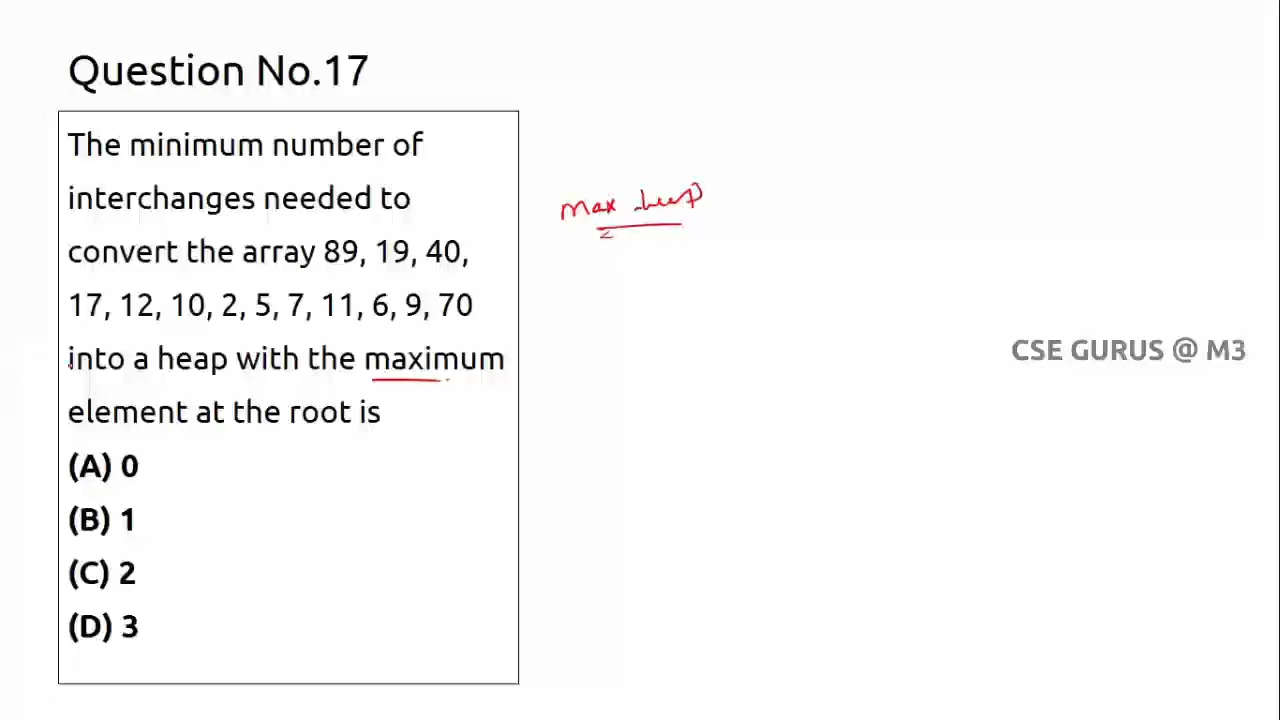 Question No.17
The minimum number of
interchanges needed to
convert the array 89, 19, 40,
17, 12, 10, 2, 5, 7, 11, 6, 9, 70
into a heap with the maximum
element at the root is
(A) 0
(B) 1
(C) 2
(D) 3
max heap
CSE GURUS @ M3